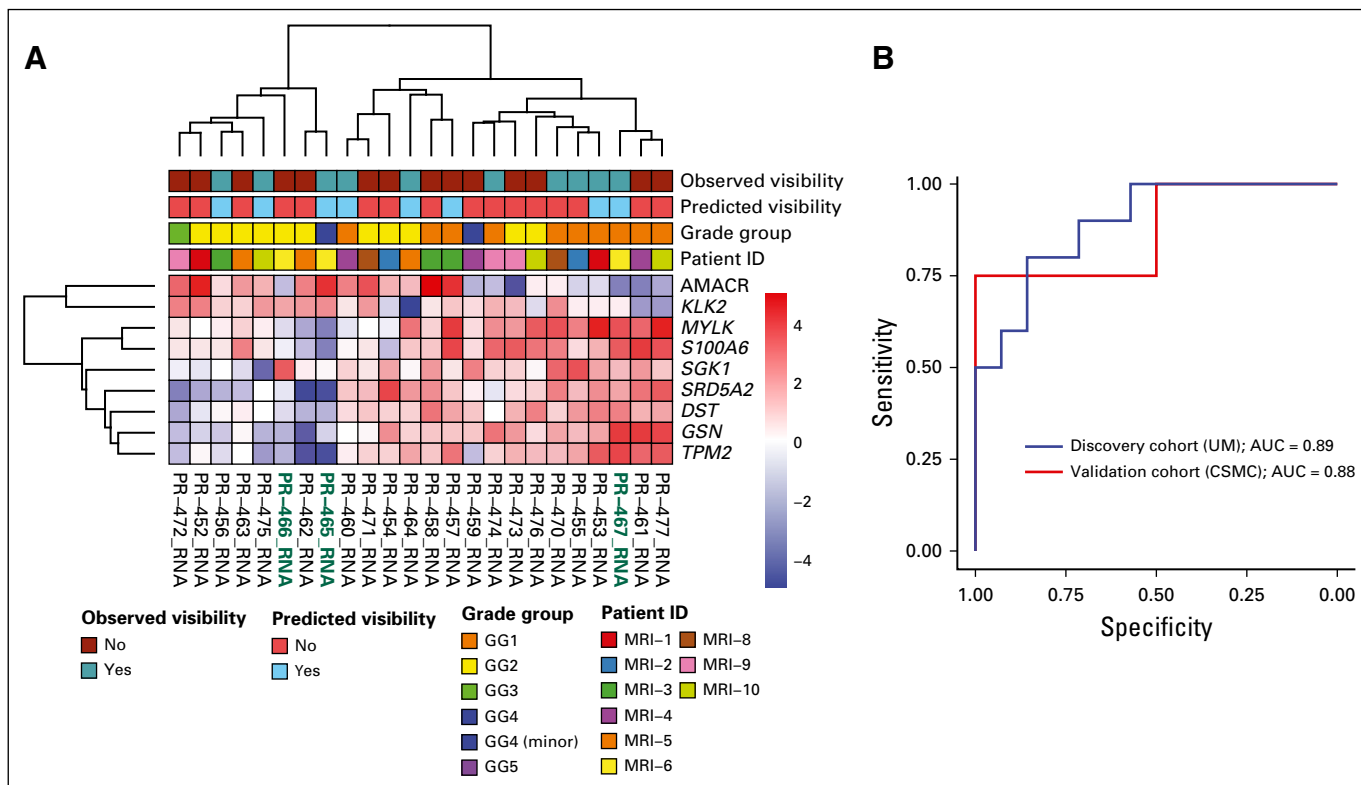 A
B
Observed visibility
Predicted visibility
Grade group
Patient ID
AMACR
KLK2
MYLK
S100A6
SGK1
SRD5A2
DST
GSN
TPM2
4
2
0
−2
−4
PR−472_RNA
PR−452_RNA
PR−456_RNA
PR−463_RNA
PR−475_RNA
PR−466_RNA
PR−462_RNA
PR−465_RNA
PR−460_RNA
PR−471_RNA
PR−454_RNA
PR−464_RNA
PR−458_RNA
PR−457_RNA
PR−459_RNA
PR−474_RNA
PR−473_RNA
PR−476_RNA
PR−470_RNA
PR−455_RNA
PR−453_RNA
PR−467_RNA
PR−461_RNA
PR−477_RNA
Observed visibility
No
Yes
Predicted visibility
No
Yes
Grade group
GG1
GG2
GG3
GG4
GG4 (minor)
GG5
Patient ID
MRI−1
MRI−2
MRI−3
MRI−4
MRI−5
MRI−6
MRI−8
MRI−9
MRI−10
Sensitivity
1.00
0.75
0.50
0.25
0.00
Discovery cohort (UM); AUC = 0.89
Validation cohort (CSMC); AUC = 0.88
1.00
0.75
0.50
0.25
0.00
Specificity